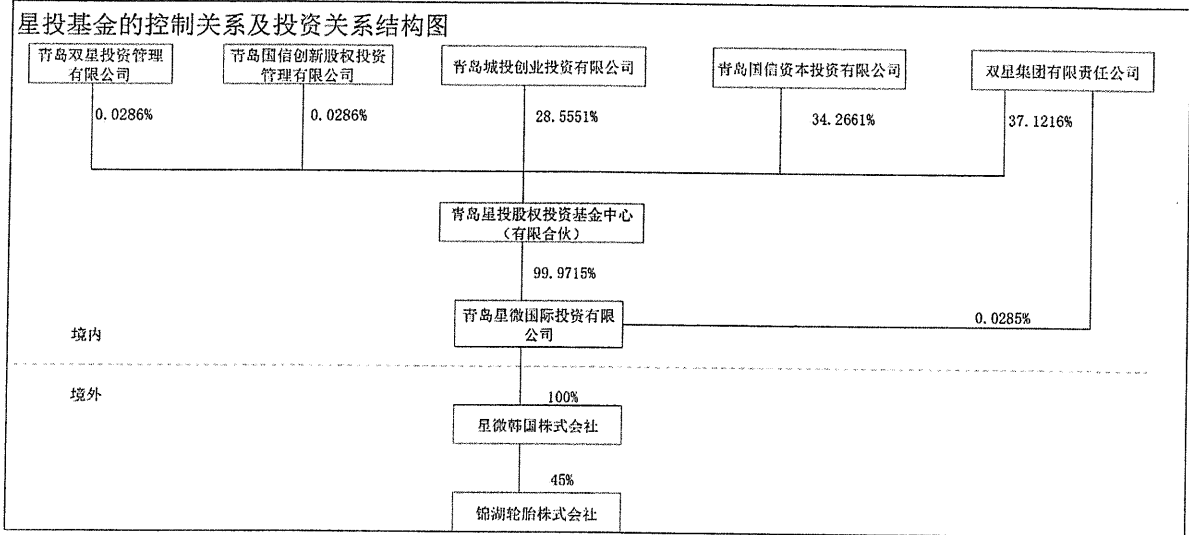 星投基金的控制关系及投资关系结构图
青岛双星投资管理
有限公司
青岛国信创新股权投资
管理有限公司
青岛城投创业投资有限公司
青岛国信资本投资有限公司
双星集团有限责任公司
0.0286%
0.0286%
28.5551%
34.2661%
37.1216%
青岛星投股权投资基金中心
（有限合伙）
99.9715%
青岛星微国际投资有限
公司
0.0285%
境内
境外
100%
星微韩国株式会社
45%
锦湖轮胎株式会社